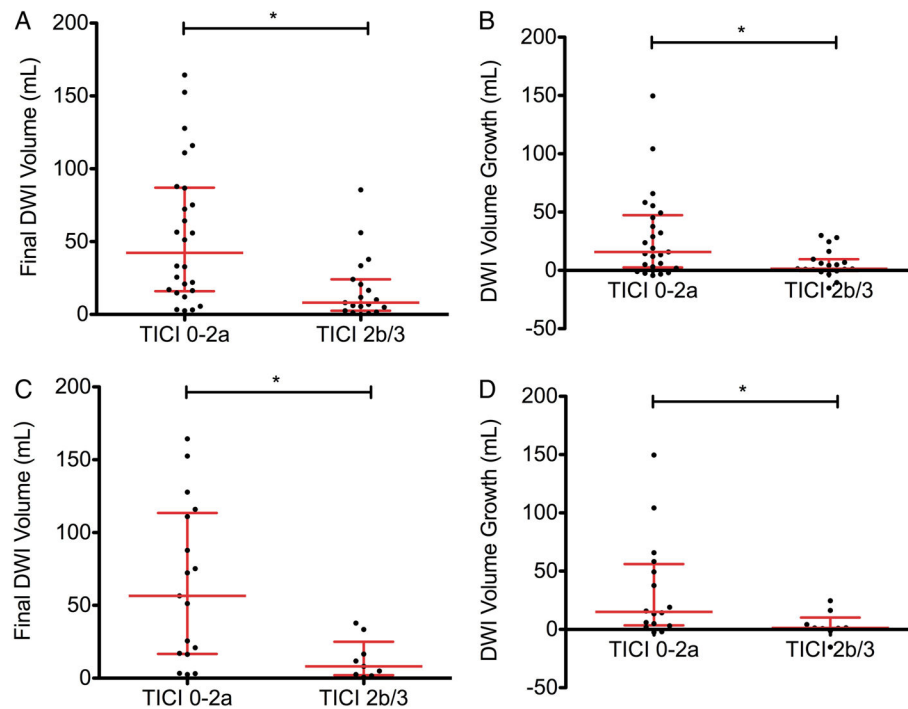 A
Final DWI Volume (mL)
200
150
100
50
0
*
TICI 0-2a
TICI 2b/3
B
DWI Volume Growth (mL)
200
150
100
50
0
-50
*
TICI 0-2a
TICI 2b/3
C
Final DWI Volume (mL)
200
150
100
50
0
*
TICI 0-2a
TICI 2b/3
D
DWI Volume Growth (mL)
200
150
100
50
0
-50
*
TICI 0-2a
TICI 2b/3